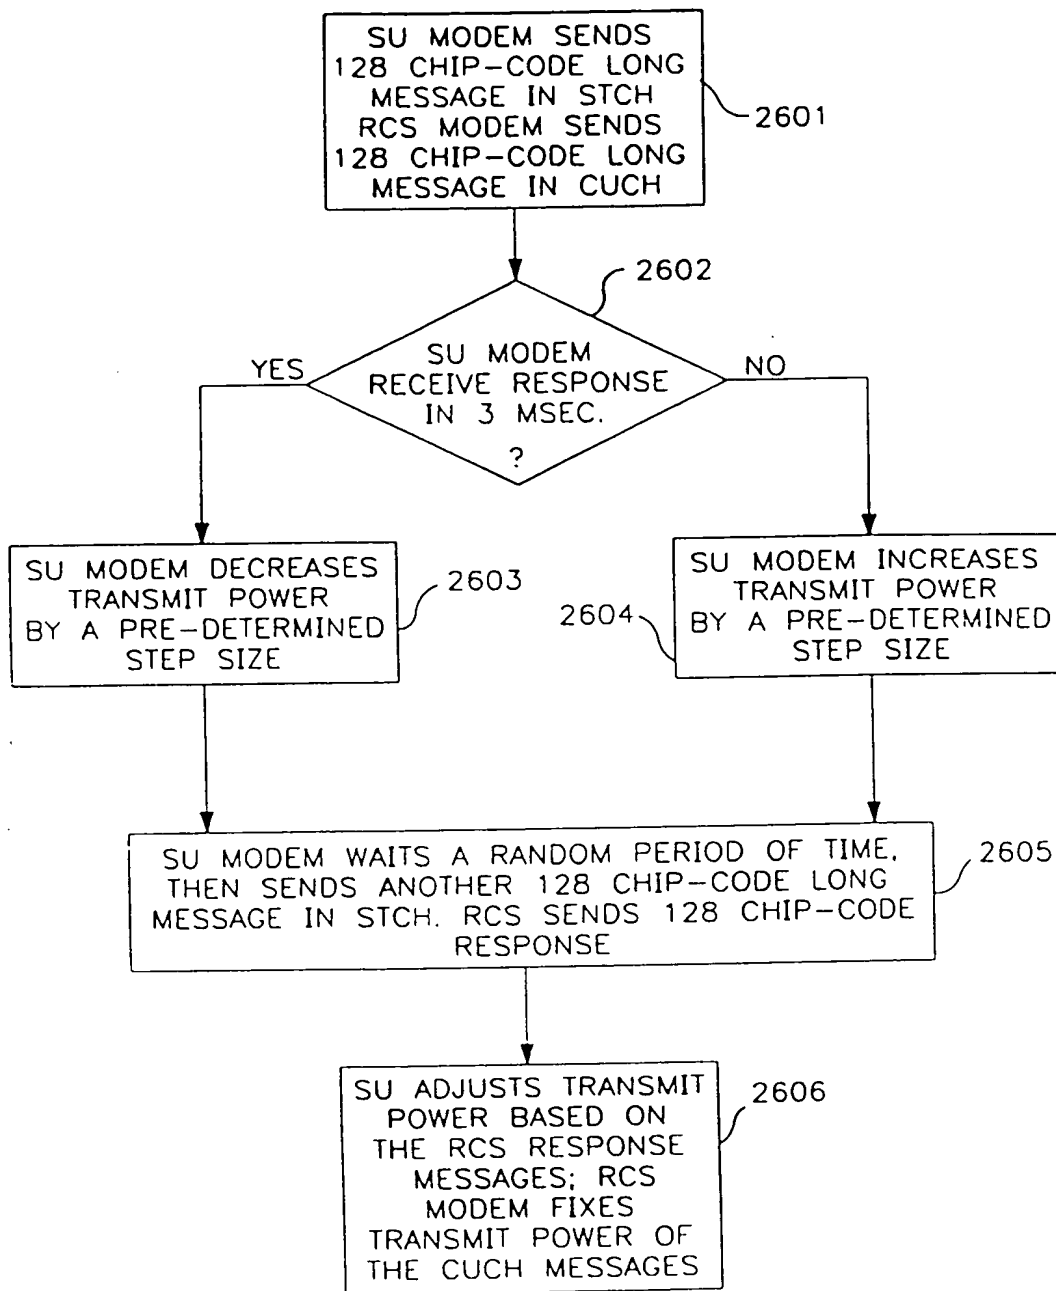 SU MODEM SENDS
128 CHIP-CODE LONG
MESSAGE IN STCH
RCS MODEM SENDS
128 CHIP-CODE LONG
MESSAGE IN CUCH
2601
2602
SU MODEM
RECEIVE RESPONSE
IN 3 MSEC.
?
YES
NO
SU MODEM DECREASES
TRANSMIT POWER
BY A PRE-DETERMINED
STEP SIZE
2603
SU MODEM INCREASES
TRANSMIT POWER
BY A PRE-DETERMINED
STEP SIZE
2604
SU MODEM WAITS A RANDOM PERIOD OF TIME,
THEN SENDS ANOTHER 128 CHIP-CODE LONG
MESSAGE IN STCH. RCS SENDS 128 CHIP-CODE
RESPONSE
2605
SU ADJUSTS TRANSMIT
POWER BASED ON
THE RCS RESPONSE
MESSAGES; RCS
MODEM FIXES
TRANSMIT POWER OF
THE CUCH MESSAGES
2606